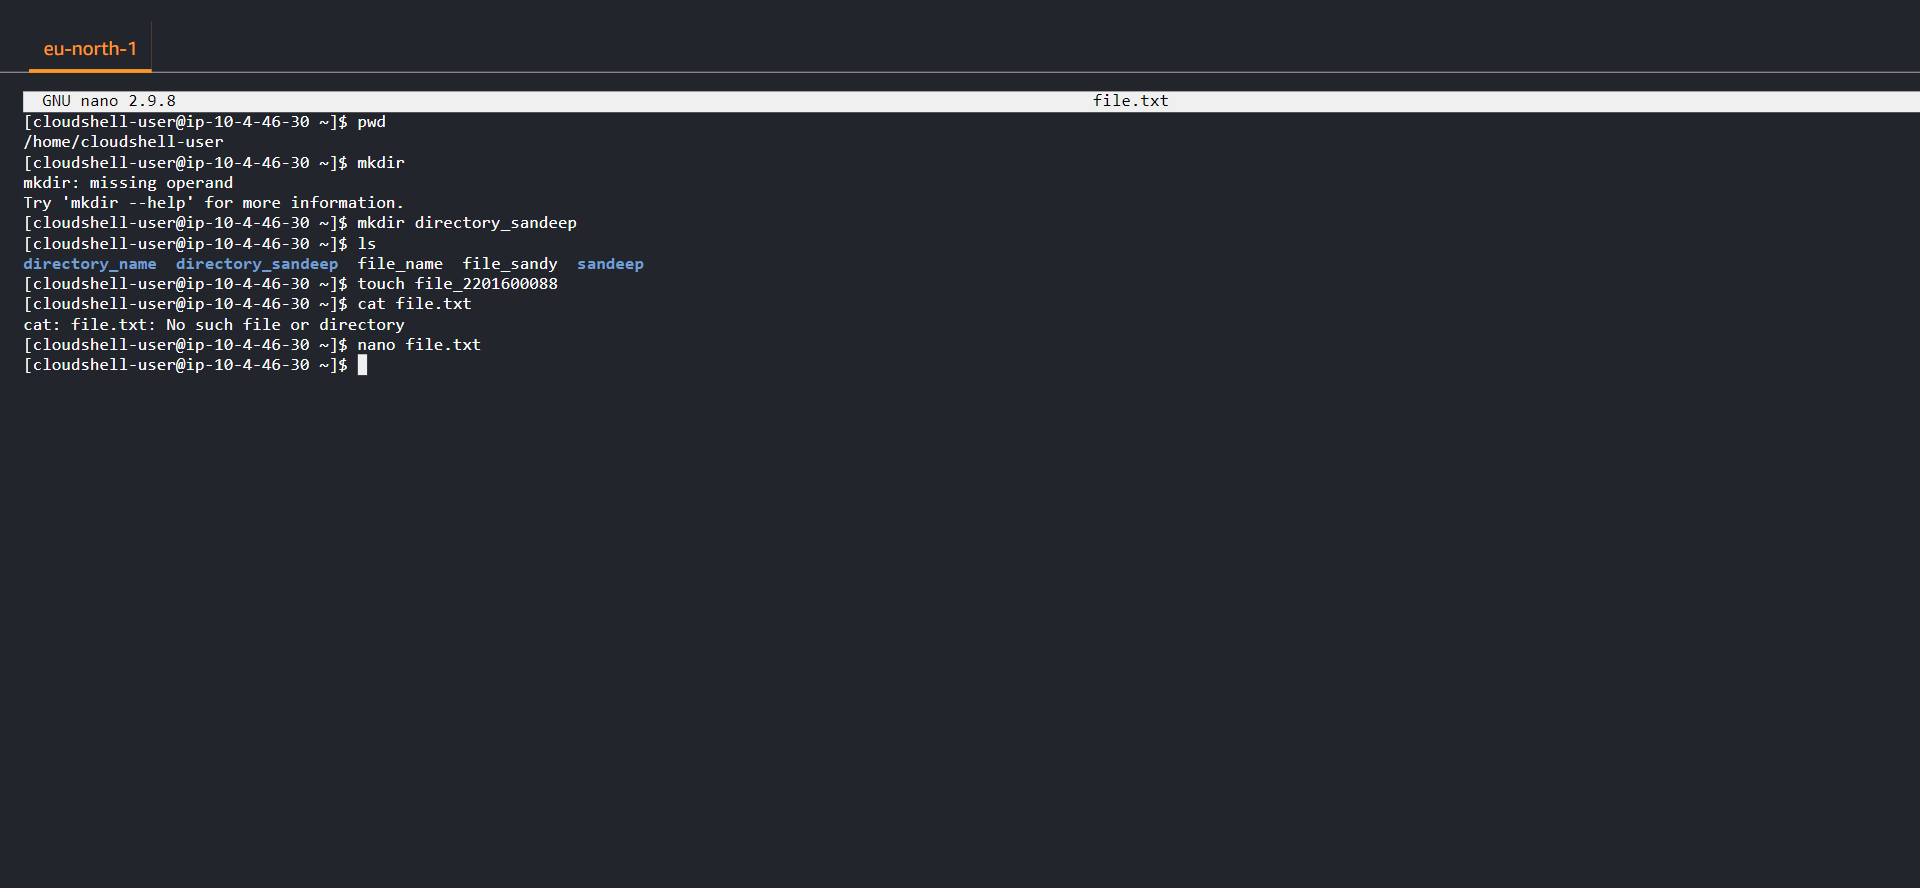 eu-north-1
GNU nano 2.9.8 file.txt
[cloudshell-user@ip-10-4-46-30 ~]$ pwd
/home/cloudshell-user
[cloudshell-user@ip-10-4-46-30 ~]$ mkdir
mkdir: missing operand
Try 'mkdir --help' for more information.
[cloudshell-user@ip-10-4-46-30 ~]$ mkdir directory_sandeep
[cloudshell-user@ip-10-4-46-30 ~]$ ls
directory_name directory_sandeep file_name file_sandy sandeep
[cloudshell-user@ip-10-4-46-30 ~]$ touch file_2201600088
[cloudshell-user@ip-10-4-46-30 ~]$ cat file.txt
cat: file.txt: No such file or directory
[cloudshell-user@ip-10-4-46-30 ~]$ nano file.txt
[cloudshell-user@ip-10-4-46-30 ~]$